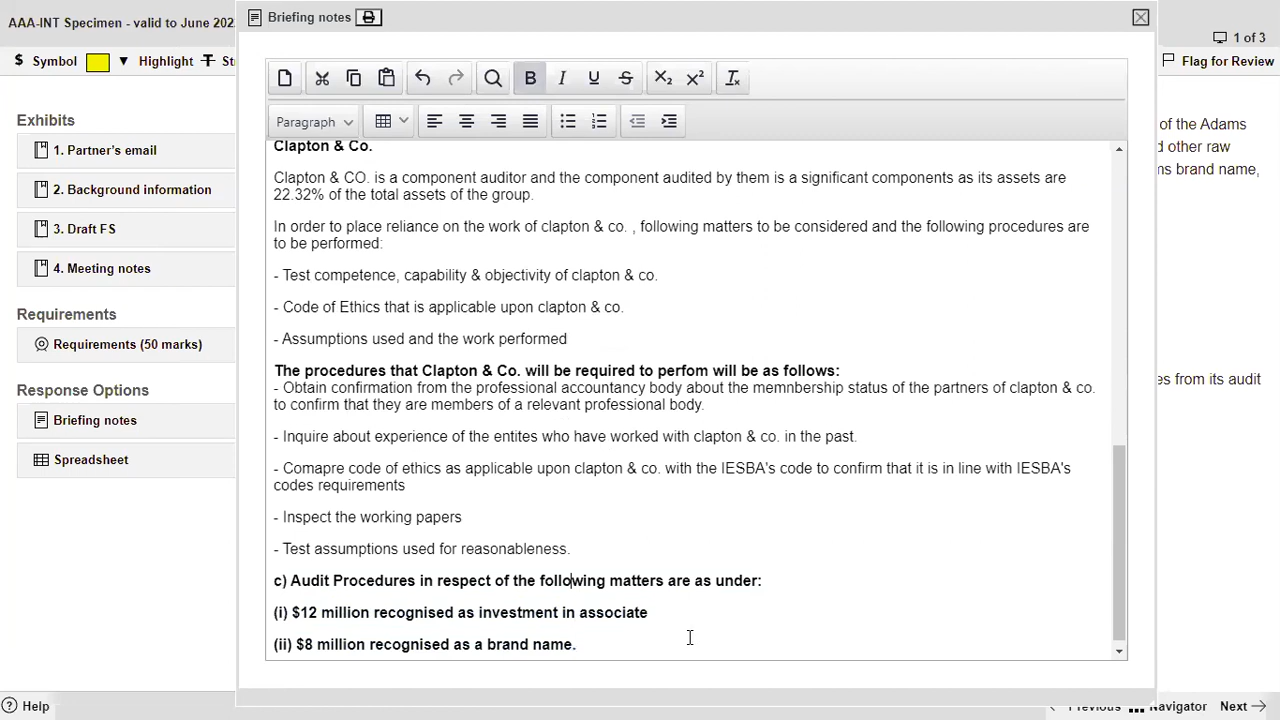 AAA-INT Specimen - valid to June 202
Briefing notes
1 of 3
$ Symbol Highlight
Flag for Review
Paragraph
Exhibits
1. Partner's email
2. Background information
3. Draft FS
4. Meeting notes
Requirements
Requirements (50 marks)
Response Options
Briefing notes
Spreadsheet
Clapton & Co.
Clapton & CO. is a component auditor and the component audited by them is a significant components as its assets are
22.32% of the total assets of the group.
In order to place reliance on the work of clapton & co. , following matters to be considered and the following procedures are
to be performed:
- Test competence, capability & objectivity of clapton & co.
- Code of Ethics that is applicable upon clapton & co.
- Assumptions used and the work performed
The procedures that Clapton & Co. will be required to perfom will be as follows:
- Obtain confirmation from the professional accountancy body about the memnbership status of the partners of clapton & co.
to confirm that they are members of a relevant professional body.
- Inquire about experience of the entites who have worked with clapton & co. in the past.
- Comapre code of ethics as applicable upon clapton & co. with the IESBA's code to confirm that it is in line with IESBA's
codes requirements
- Inspect the working papers
- Test assumptions used for reasonableness.
c) Audit Procedures in respect of the following matters are as under:
(i) $12 million recognised as investment in associate
(ii) $8 million recognised as a brand name.
of the Adams
other raw
brand name,
from its audit
Help
Previous Navigator Next